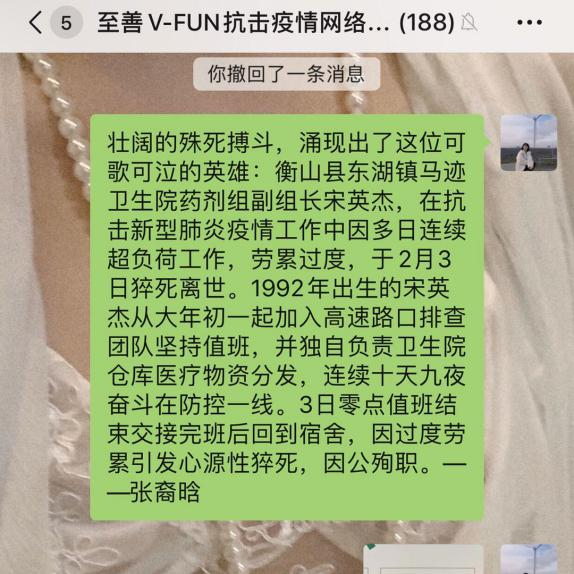 5 至善V-FUN抗击疫情网络... (188)
你撤回了一条消息
壮阔的殊死搏斗，涌现出了这位可
歌可泣的英雄：衡山县东湖镇马迹
卫生院药剂组副组长宋英杰，在抗
击新型肺炎疫情工作中因多日连续
超负荷工作，劳累过度，于2月3
日猝死离世。1992年出生的宋英
杰从大年初一起加入高速路口排查
团队坚持值班，并独自负责卫生院
仓库医疗物资分发，连续十天九夜
奋斗在防控一线。3日零点值班结
束交接完班后回到宿舍，因过度劳
累引发心源性猝死，因公殉职。—
—张裔晗